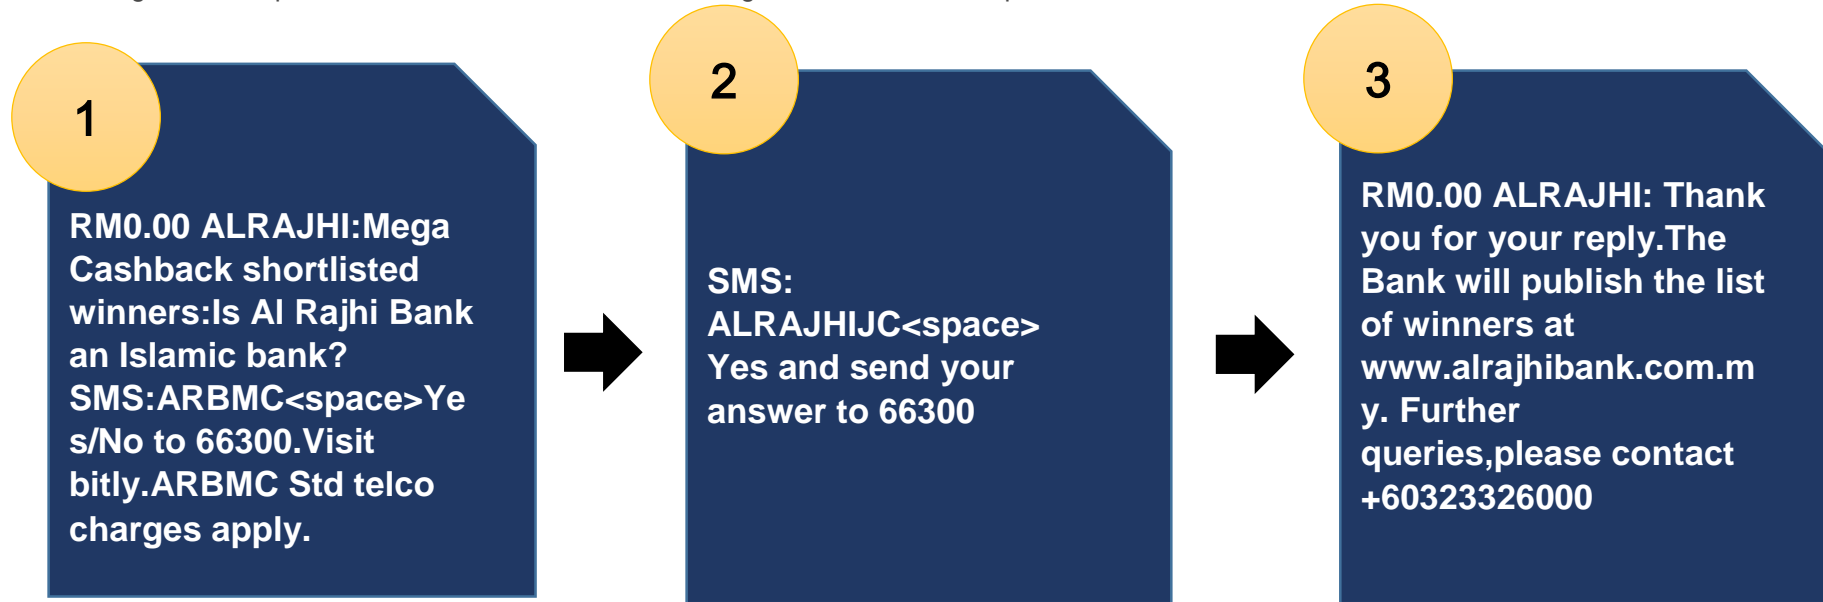 1
RM0.00 ALRAJHI:Mega
Cashback shortlisted
winners:Is Al Rajhi Bank
an Islamic bank?
SMS:ARBMC<space>Ye
s/No to 66300.Visit
bitly.ARBMC Std telco
charges apply.
2
SMS:
ALRAJHIJC<space>
Yes and send your
answer to 66300
3
RM0.00 ALRAJHI: Thank
you for your reply.The
Bank will publish the list
of winners at
www.alrajhibank.com.m
y. Further
queries,please contact
+60323326000